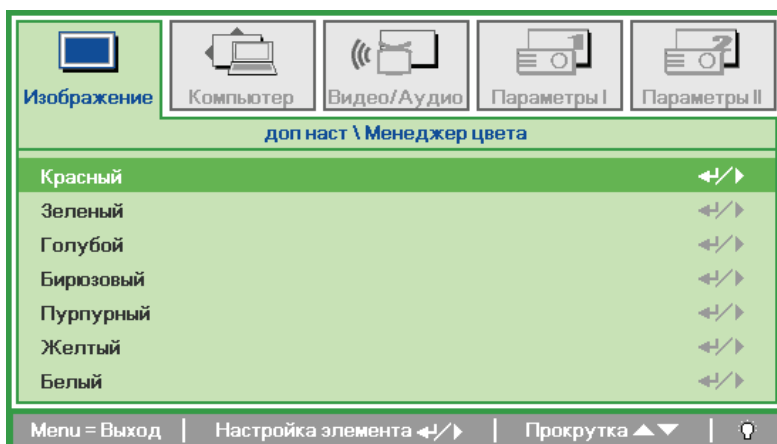 Изображение Компьютер Видео/Аудио Параметры I Параметры II
доп наст \ Менеджер цвета
Красный
Зеленый
Голубой
Бирюзовый
Пурпурный
Желтый
Белый
Menu = Выход | Настройка элемента ↵/▶ | Прокрутка ▲▼ |